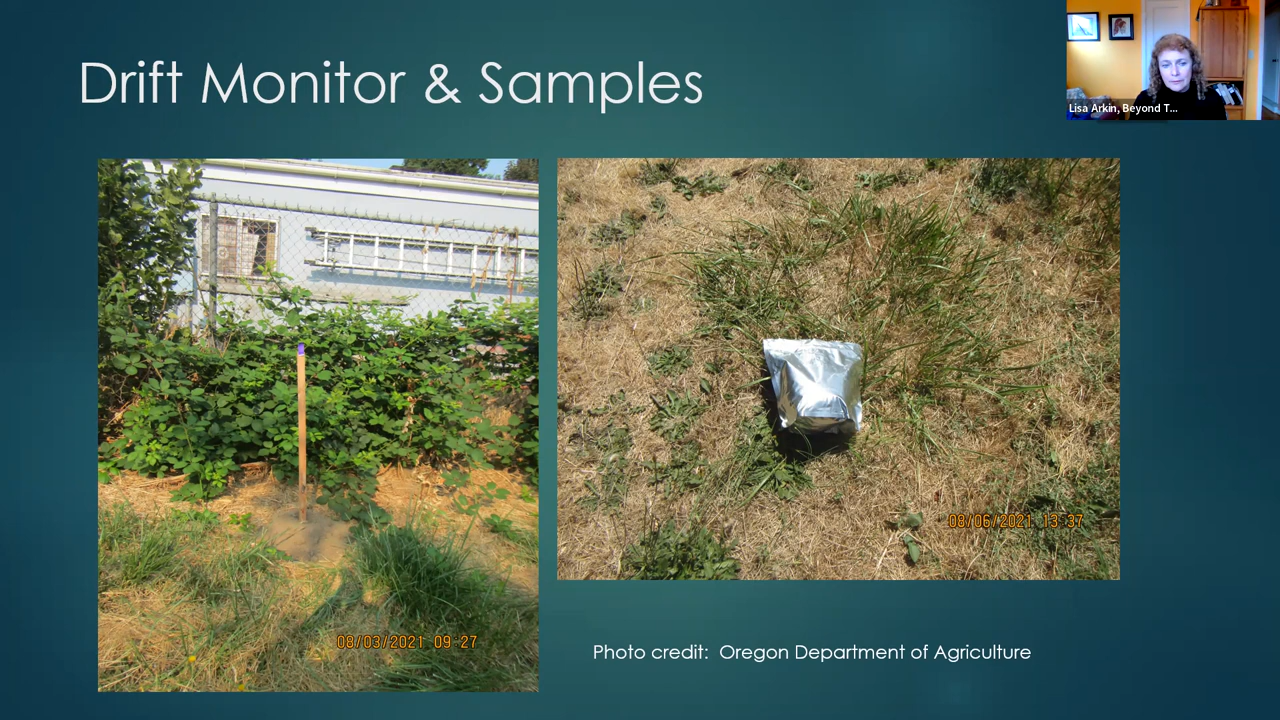 Drift Monitor & Samples
Lisa Arkin, Beyond T...
08/03/2021 09:27
08/06/2021 13:37
Photo credit: Oregon Department of Agriculture